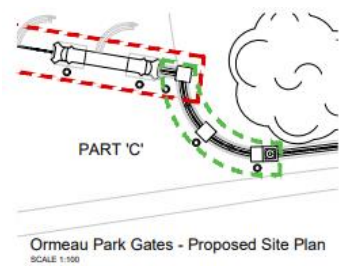 PART 'C'
Ormeau Park Gates - Proposed Site Plan
SCALE 1:100